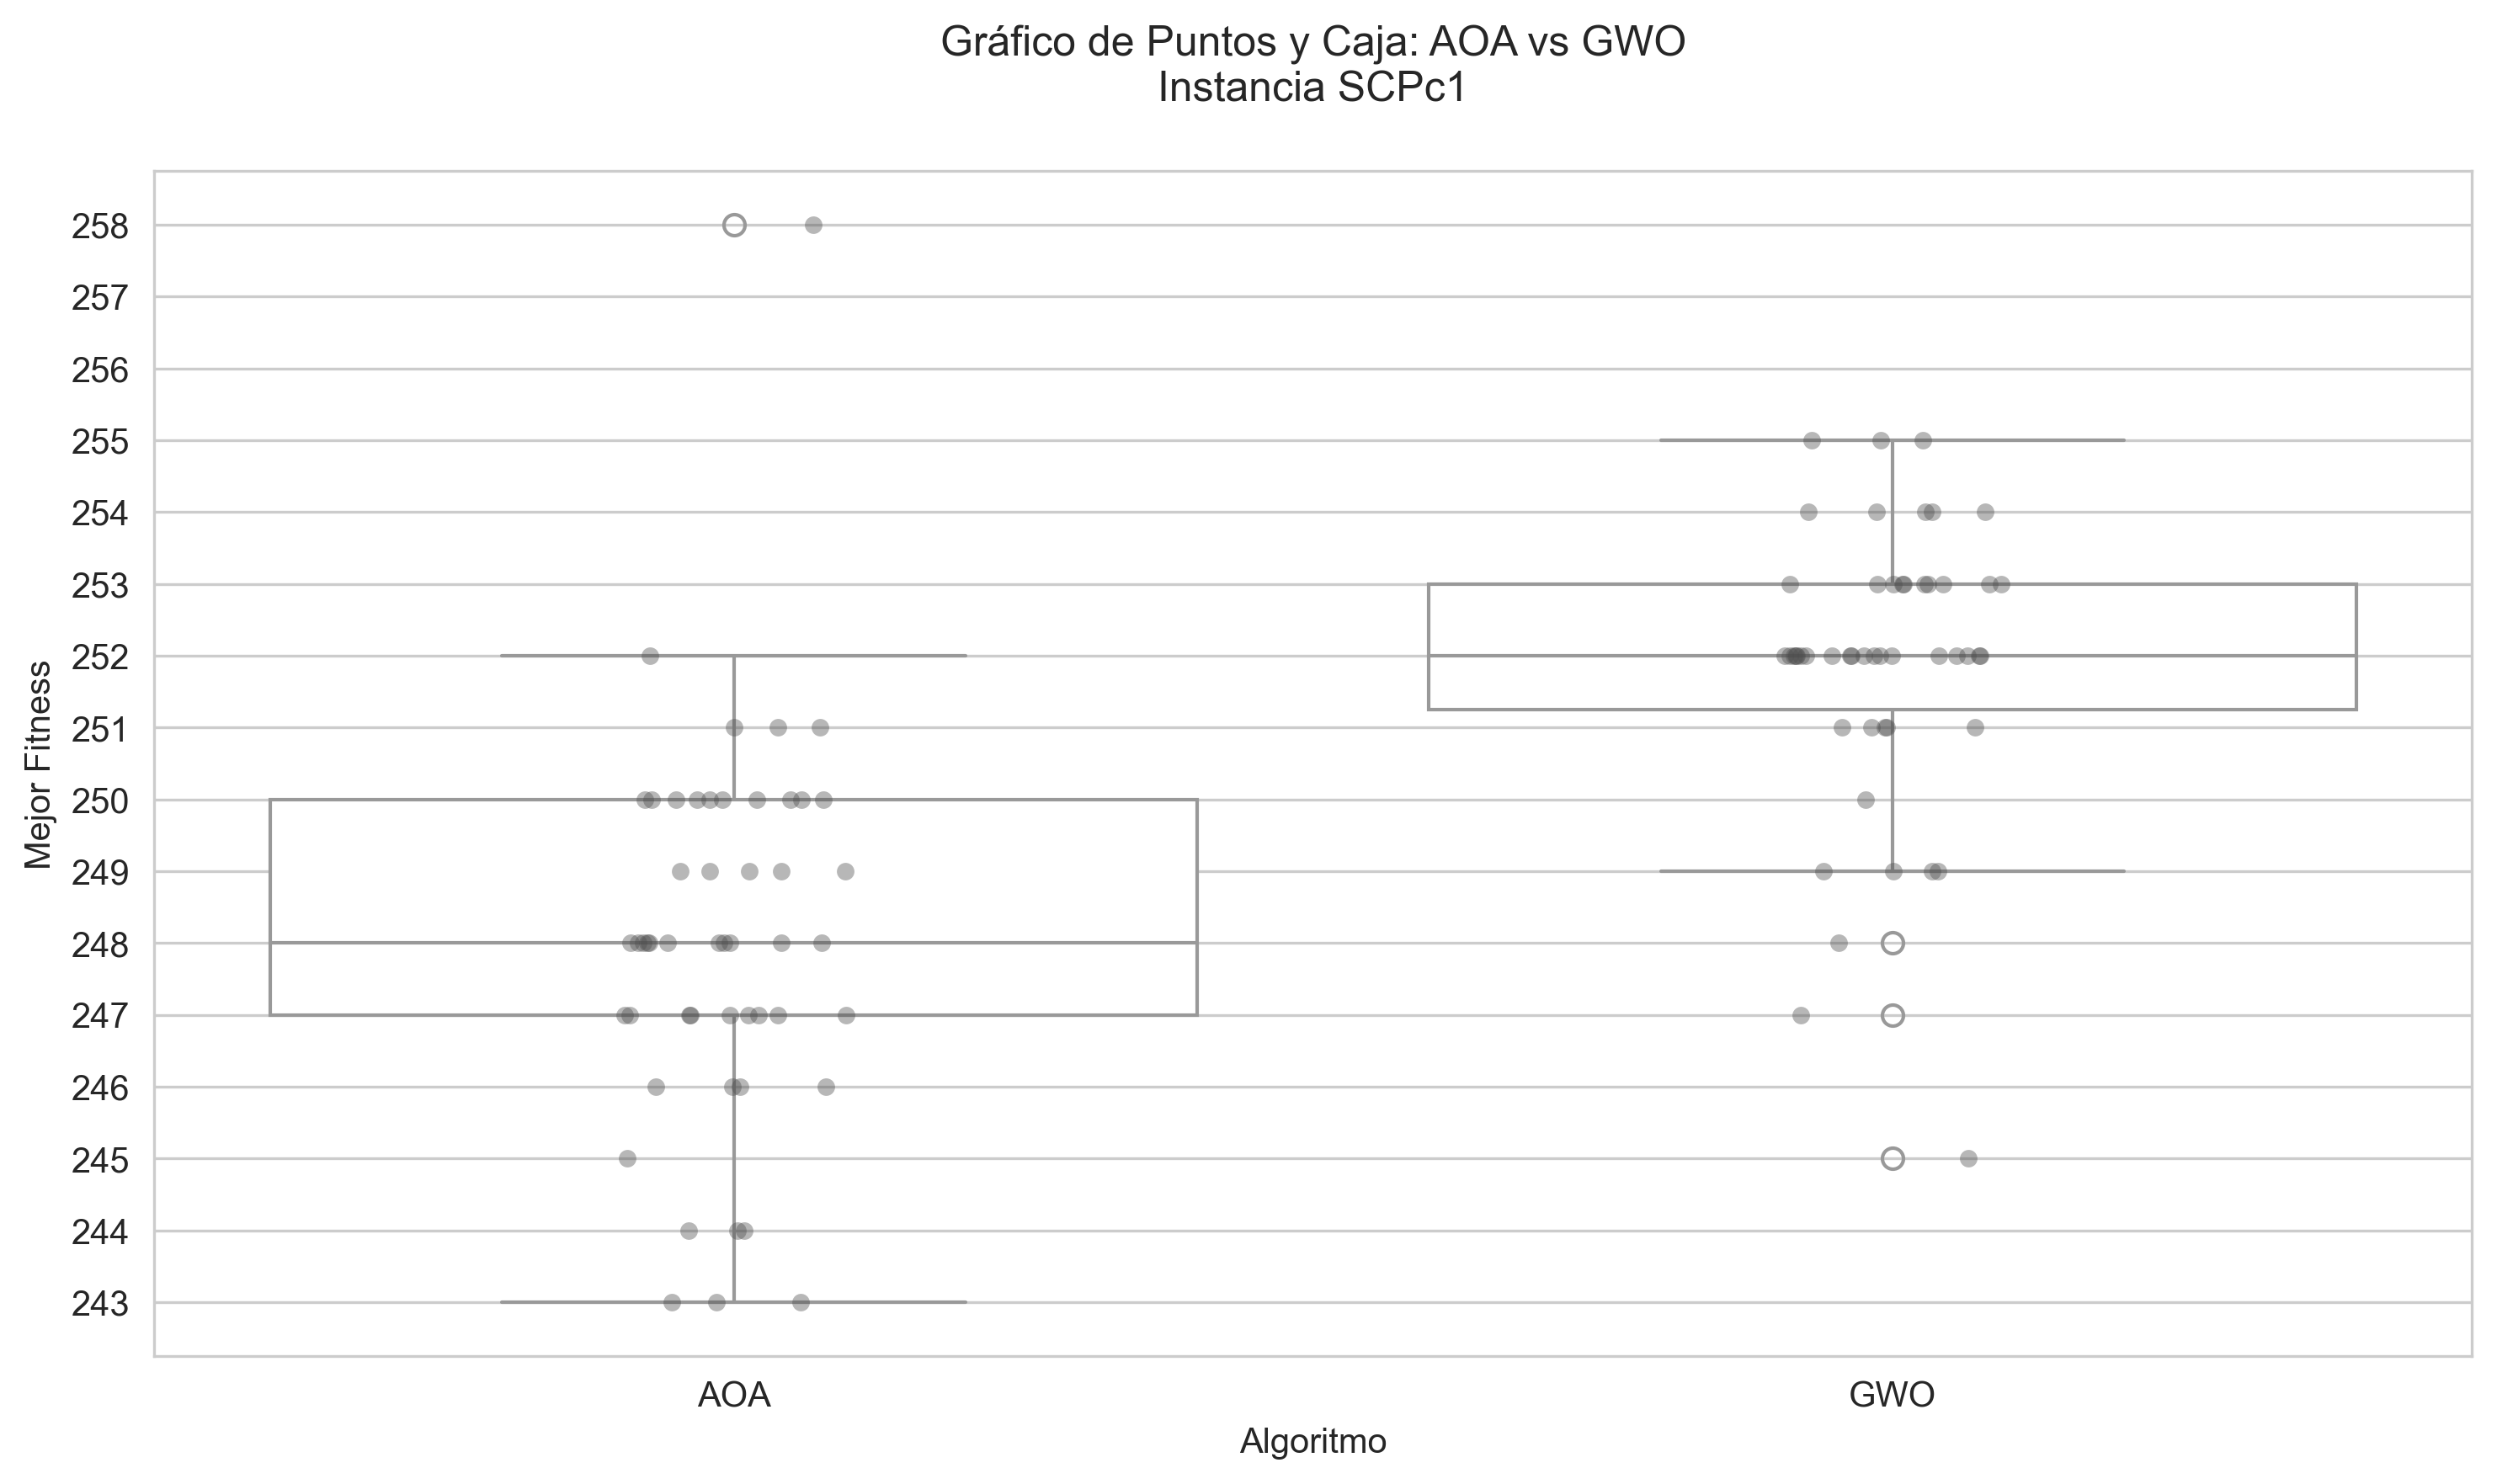 Gráfico de Puntos y Caja: AOA vs GWO
Instancia SCPc1
258
257
256
255
254
253
252
251
250
249
248
247
246
245
244
243
Mejor Fitness
AOA
GWO
Algoritmo